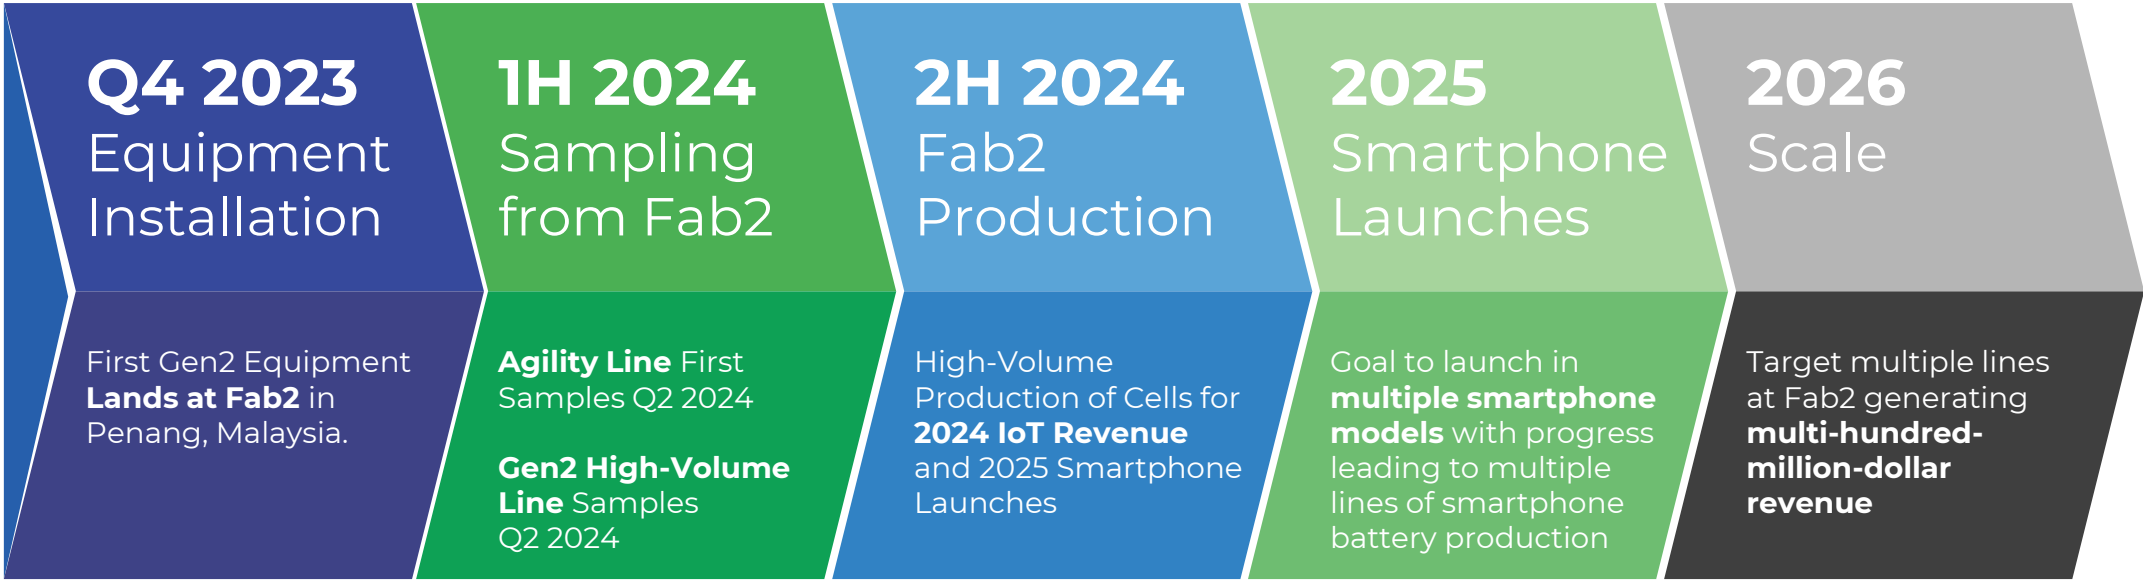 Q4 2023
Equipment
Installation
First Gen2 Equipment
Lands at Fab2 in
Penang, Malaysia.
1H 2024
Sampling
from Fab2
Agility Line First
Samples Q2 2024
Gen2 High-Volume
Line Samples
Q2 2024
2H 2024
Fab2
Production
High-Volume
Production of Cells for
2024 IoT Revenue
and 2025 Smartphone
Launches
2025
Smartphone
Launches
Goal to launch in
multiple smartphone
models with progress
leading to multiple
lines of smartphone
battery production
2026
Scale
Target multiple lines
at Fab2 generating
multi-hundred-
million-dollar
revenue